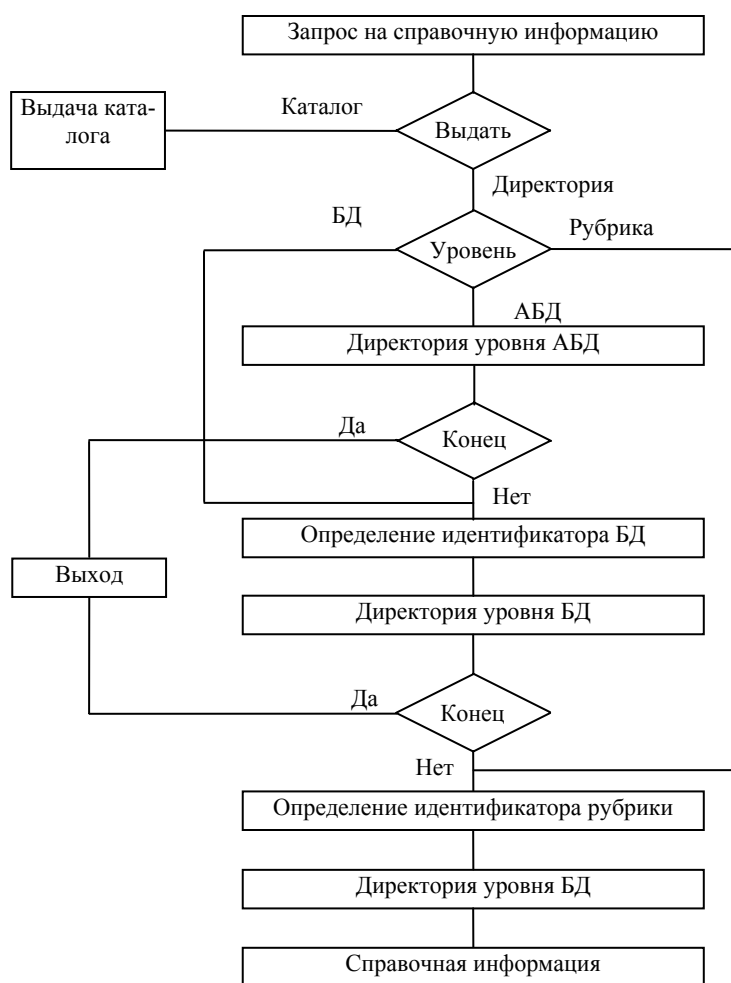 Запрос на справочную информацию
Выдача ката-
лога
Каталог
Выдать
Директория
БД
Уровень
Рубрика
АБД
Директория уровня АБД
Да
Конец
Нет
Определение идентификатора БД
Выход
Директория уровня БД
Да
Конец
Нет
Определение идентификатора рубрики
Директория уровня БД
Справочная информация